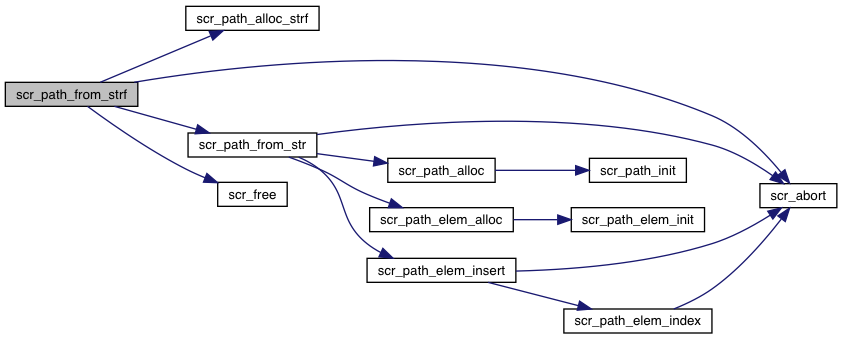 scr_path_alloc_strf
scr_path_from_strf
scr_path_from_str
scr_path_alloc
scr_path_init
scr_free
scr_abort
scr_path_elem_alloc
scr_path_elem_init
scr_path_elem_insert
scr_path_elem_index